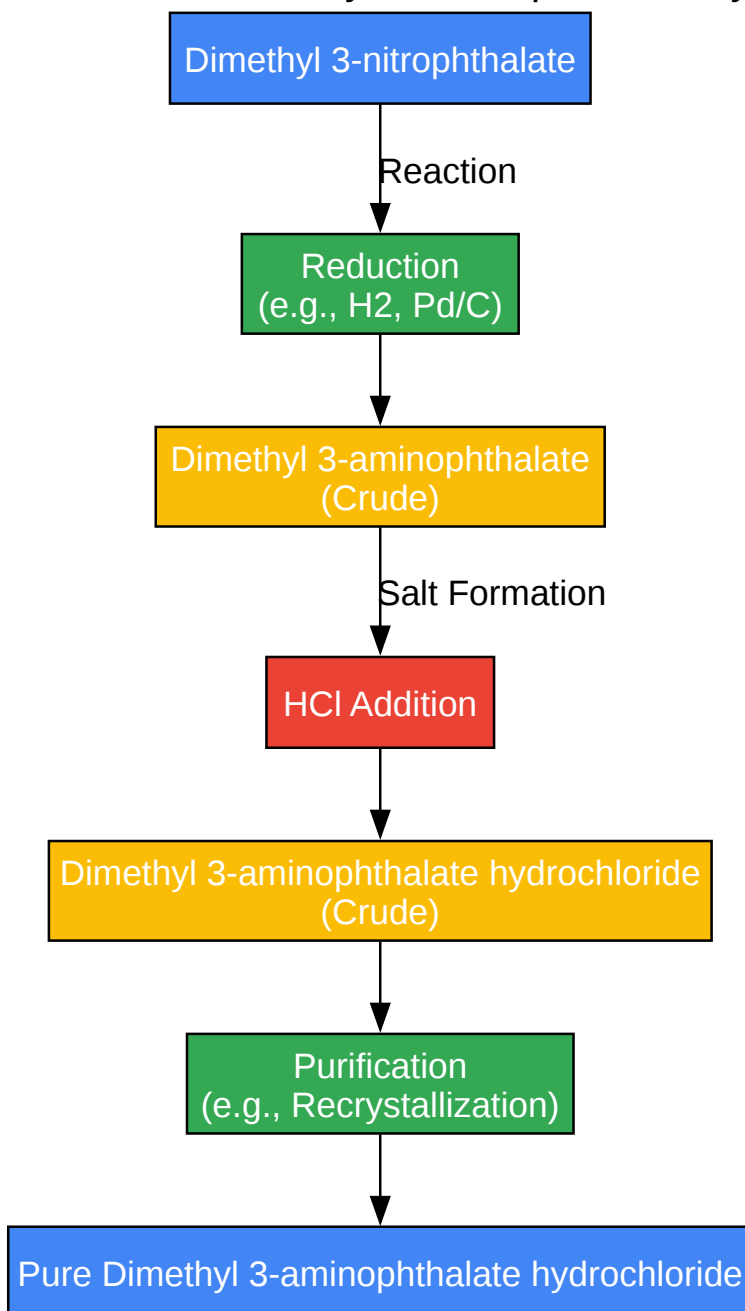 Dimethyl 3-nitrophthalate
Reaction
Reduction
(e.g., H2, Pd/C)
Dimethyl 3-aminophthalate
(Crude)
Salt Formation
HCl Addition
Dimethyl 3-aminophthalate hydrochloride
(Crude)
Purification
(e.g., Recrystallization)
Pure Dimethyl 3-aminophthalate hydrochloride